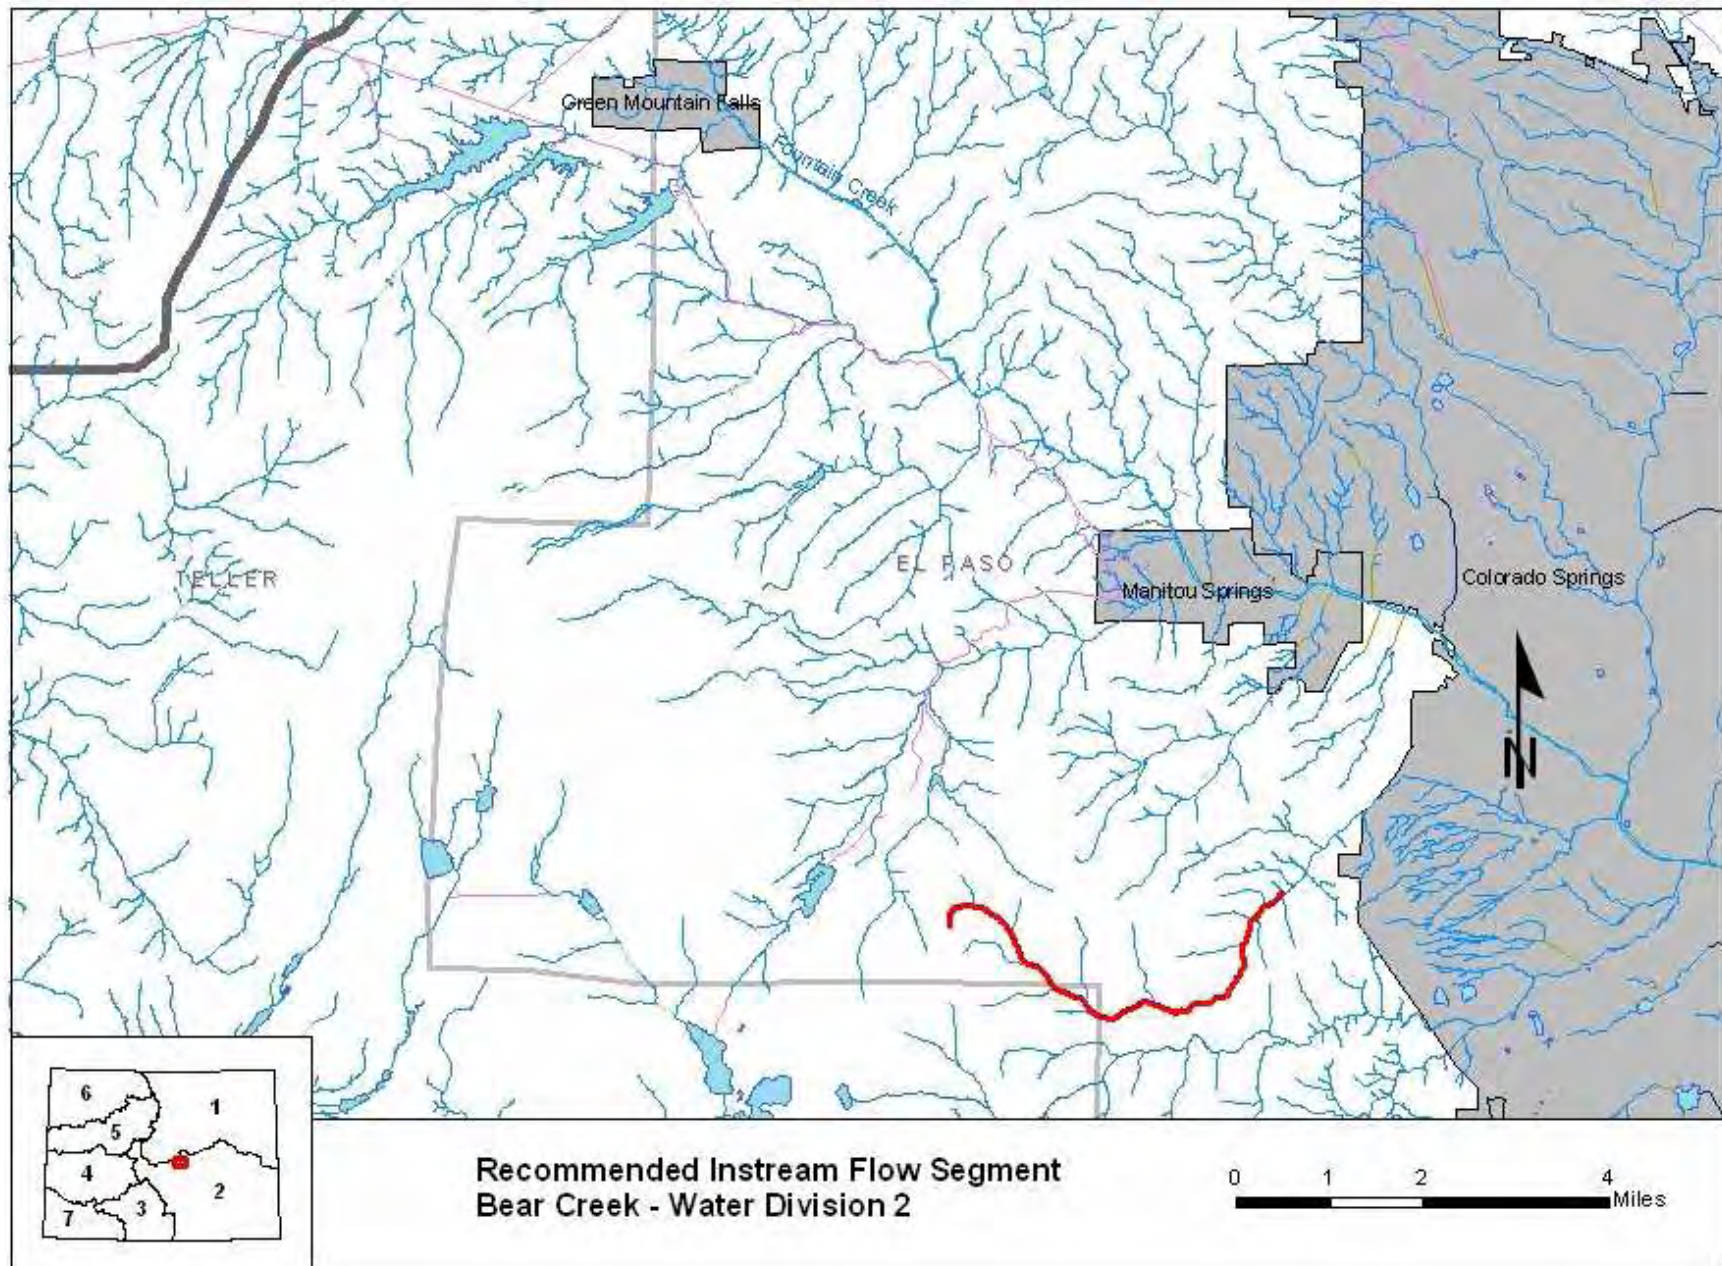 Green Mountain Falls
Fountain Creek
TELLER
EL PASO
Manitou Springs
Colorado Springs
N
6
1
5
4
2
3
7
Recommended Instream Flow Segment
Bear Creek - Water Division 2
0 1 2 4
Miles